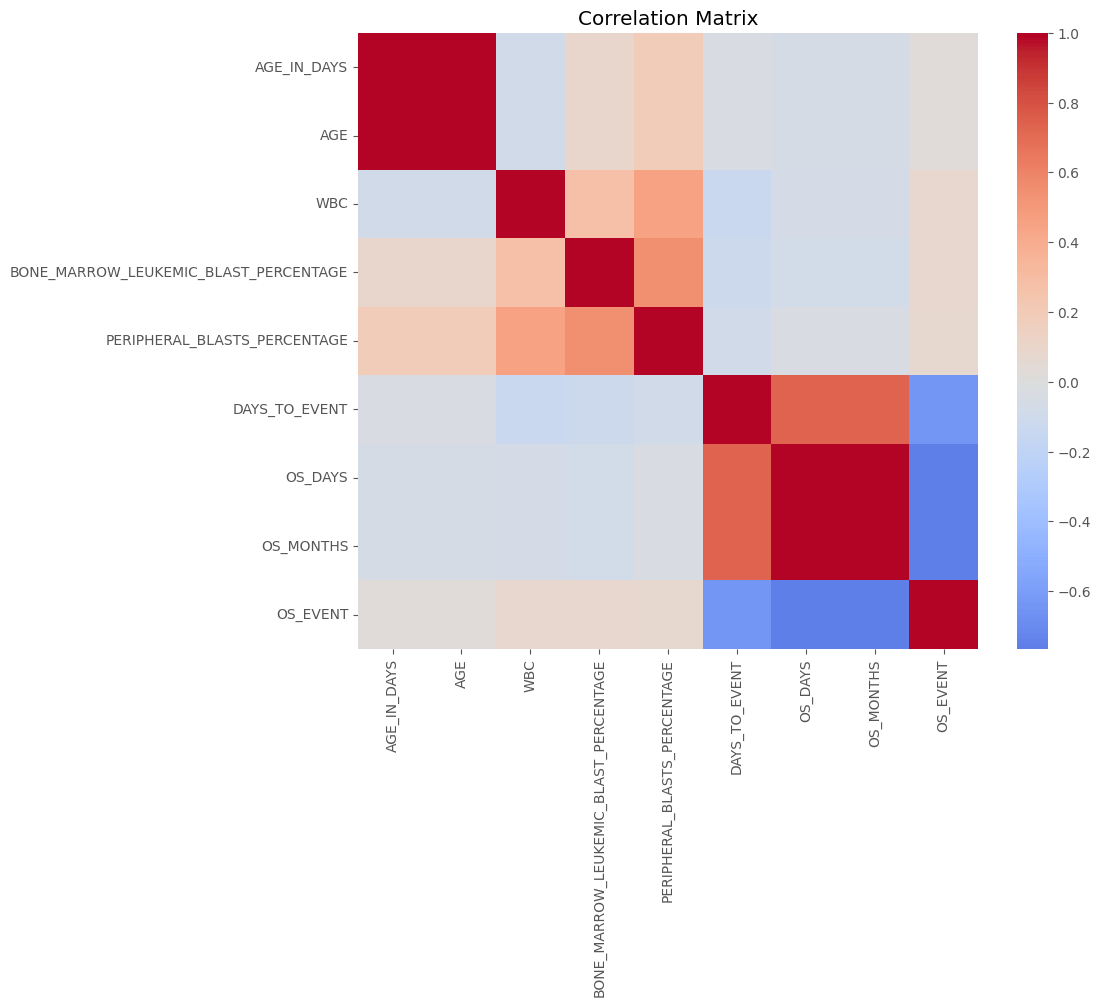 Correlation Matrix
AGE_IN_DAYS
AGE
WBC
BONE_MARROW_LEUKEMIC_BLAST_PERCENTAGE
PERIPHERAL_BLASTS_PERCENTAGE
DAYS_TO_EVENT
OS_DAYS
OS_MONTHS
OS_EVENT
AGE_IN_DAYS
AGE
WBC
BONE_MARROW_LEUKEMIC_BLAST_PERCENTAGE
PERIPHERAL_BLASTS_PERCENTAGE
DAYS_TO_EVENT
OS_DAYS
OS_MONTHS
OS_EVENT
1.0
0.8
0.6
0.4
0.2
0.0
−0.2
−0.4
−0.6